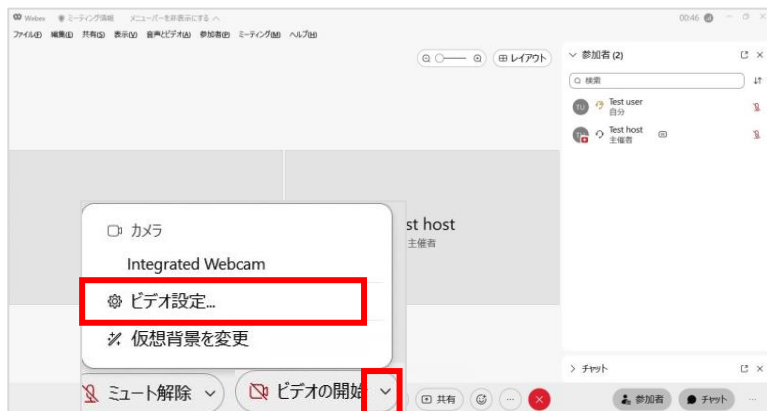 Webex ミーティング情報 メニューバーを非表示にする 00:46
ファイル(F) 編集(E) 共有(S) 表示(V) 音声とビデオ(A) 参加者(P) ミーティング(M) ヘルプ(H)
レイアウト
参加者 (2)
検索
TU Test user
自分
Test host
主催者
st host
主催者
カメラ
Integrated Webcam
ビデオ設定...
仮想背景を変更
チャット
ミュート解除 ビデオの開始 共有 参加者 チャット